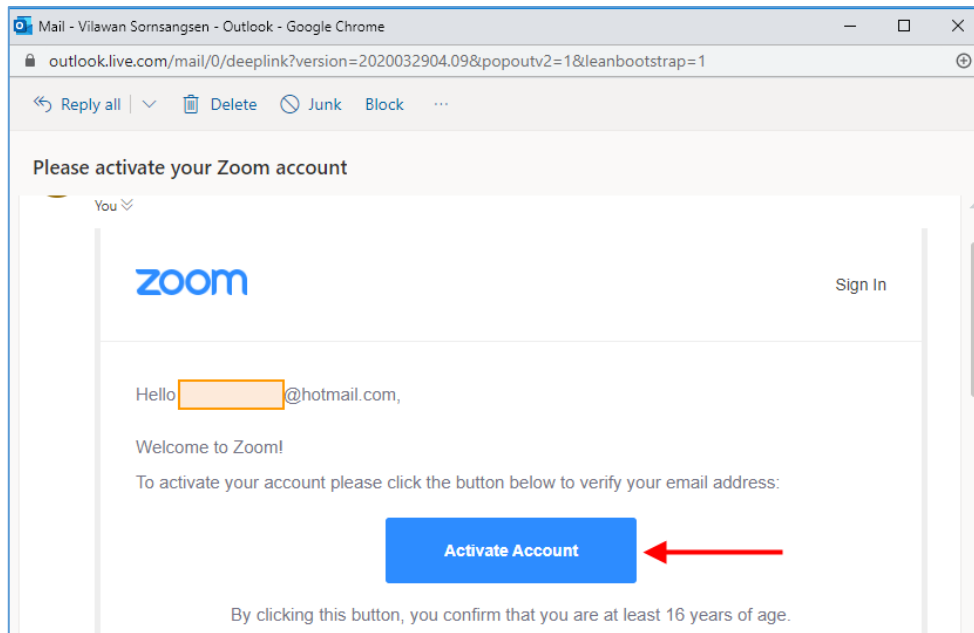 Mail - Vilawan Sornsangsen - Outlook - Google Chrome
outlook.live.com/mail/0/deeplink?version=2020032904.09&popoutv2=1&leanbootstrap=1
Reply all Delete Junk Block ...
Please activate your Zoom account
You
zoom
Sign In
Hello @hotmail.com,
Welcome to Zoom!
To activate your account please click the button below to verify your email address:
Activate Account
By clicking this button, you confirm that you are at least 16 years of age.